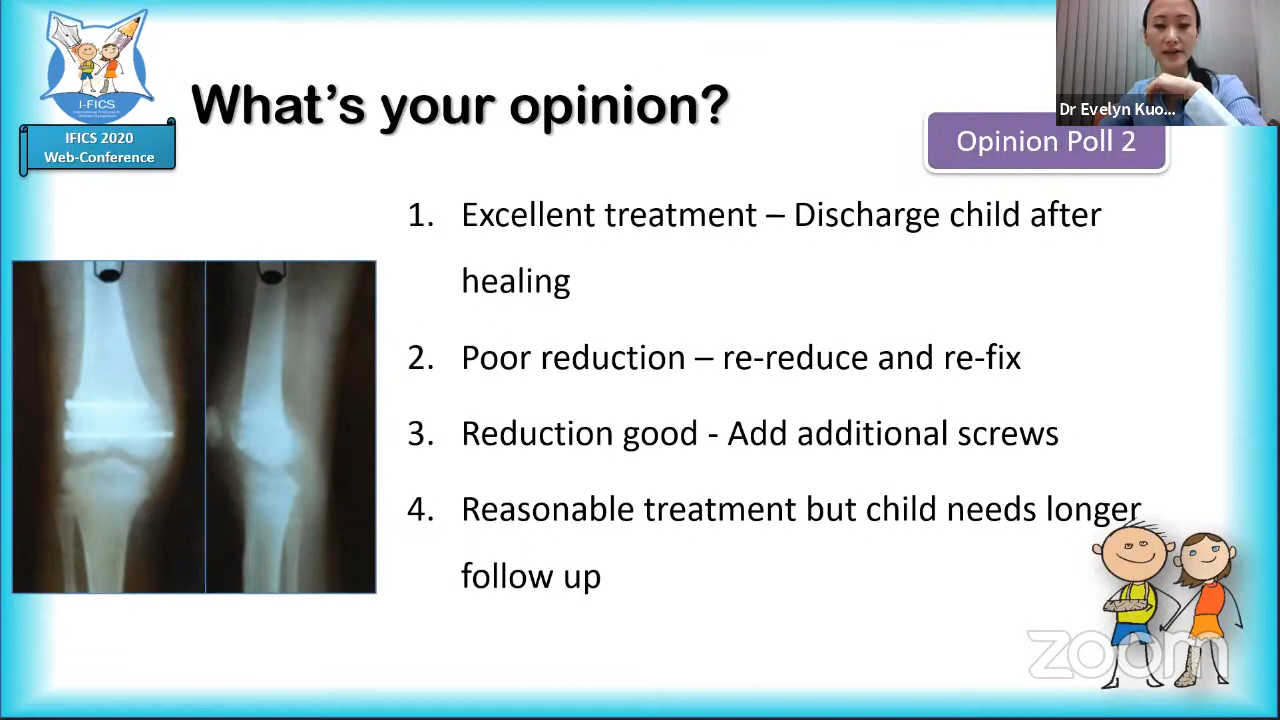 I-FICS
IFICS 2020
Web-Conference
What's your opinion?
Dr Evelyn Kuo...
Opinion Poll 2
1. Excellent treatment – Discharge child after
healing
2. Poor reduction – re-reduce and re-fix
3. Reduction good - Add additional screws
4. Reasonable treatment but child needs longer
follow up
zoom